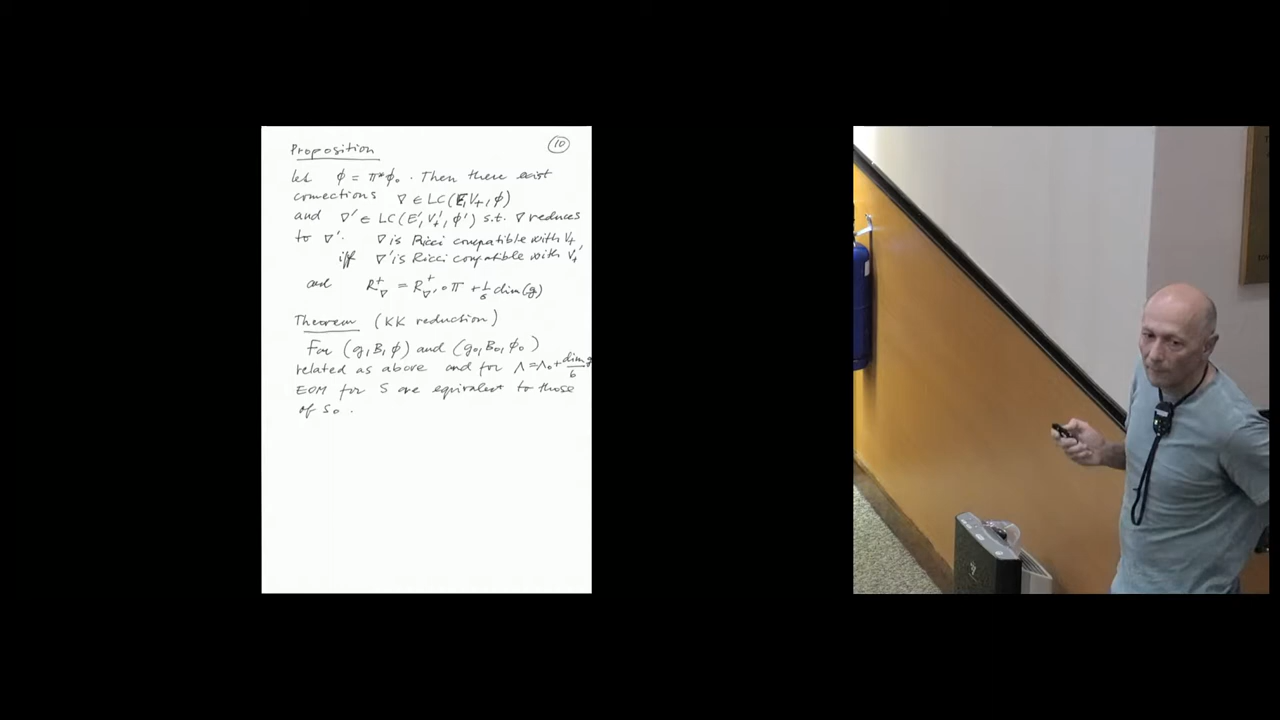 Proposition
10
Let φ = π*φ₀. Then there exist
connections ∇ ∈ LC(E, V₊, φ)
and ∇' ∈ LC(E', V'₊, φ') s.t. ∇ reduces
to ∇'. ∇ is Ricci compatible with V₊
iff ∇' is Ricci compatible with V'₊,
and R⁺_∇ = R⁺_∇' ∘ π + 1/6 dim(g)
Theorem (KK reduction)
For (g, B, φ) and (g₀, B₀, φ₀)
related as above and for Λ = Λ₀ + dim g/6
EOM for S are equivalent to those
of S₀.